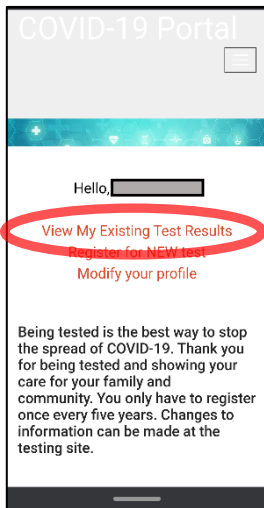 COVID-19 Portal
Hello,
View My Existing Test Results
Register for NEW test
Modify your profile
Being tested is the best way to stop
the spread of COVID-19. Thank you
for being tested and showing your
care for your family and
community. You only have to register
once every five years. Changes to
information can be made at the
testing site.